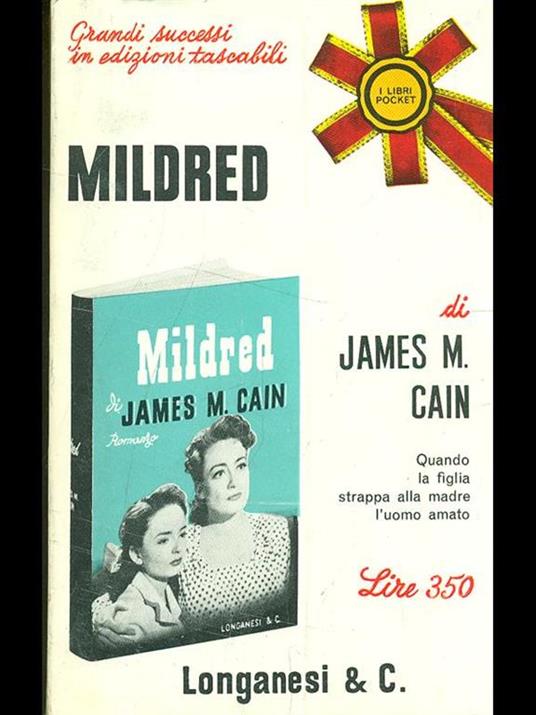 Grandi successi
in edizioni tascabili
I LIBRI
POCKET
MILDRED
Mildred
di JAMES M. CAIN
Romanzo
LONGANESI & C.
di
JAMES M.
CAIN
Quando
la figlia
strappa alla madre
l'uomo amato
Lire 350
Longanesi & C.